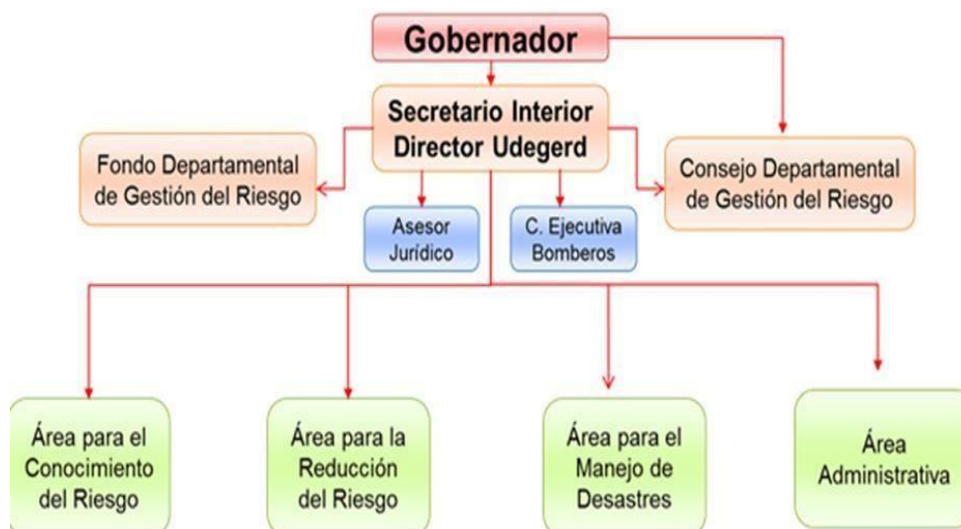 Gobernador
Secretario Interior
Director Udegerd
Fondo Departamental
de Gestión del Riesgo
Consejo Departamental
de Gestión del Riesgo
Asesor
Jurídico
C. Ejecutiva
Bomberos
Área para el
Conocimiento
del Riesgo
Área para la
Reducción
del Riesgo
Área para el
Manejo de
Desastres
Área
Administrativa